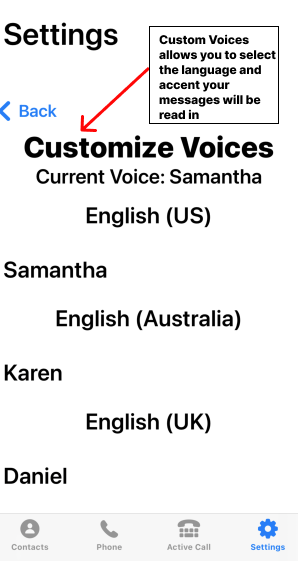 Settings
Custom Voices
allows you to select
the language and
accent your
messages will be
read in
Back
Customize Voices
Current Voice: Samantha
English (US)
Samantha
English (Australia)
Karen
English (UK)
Daniel
Contacts Phone Active Call Settings